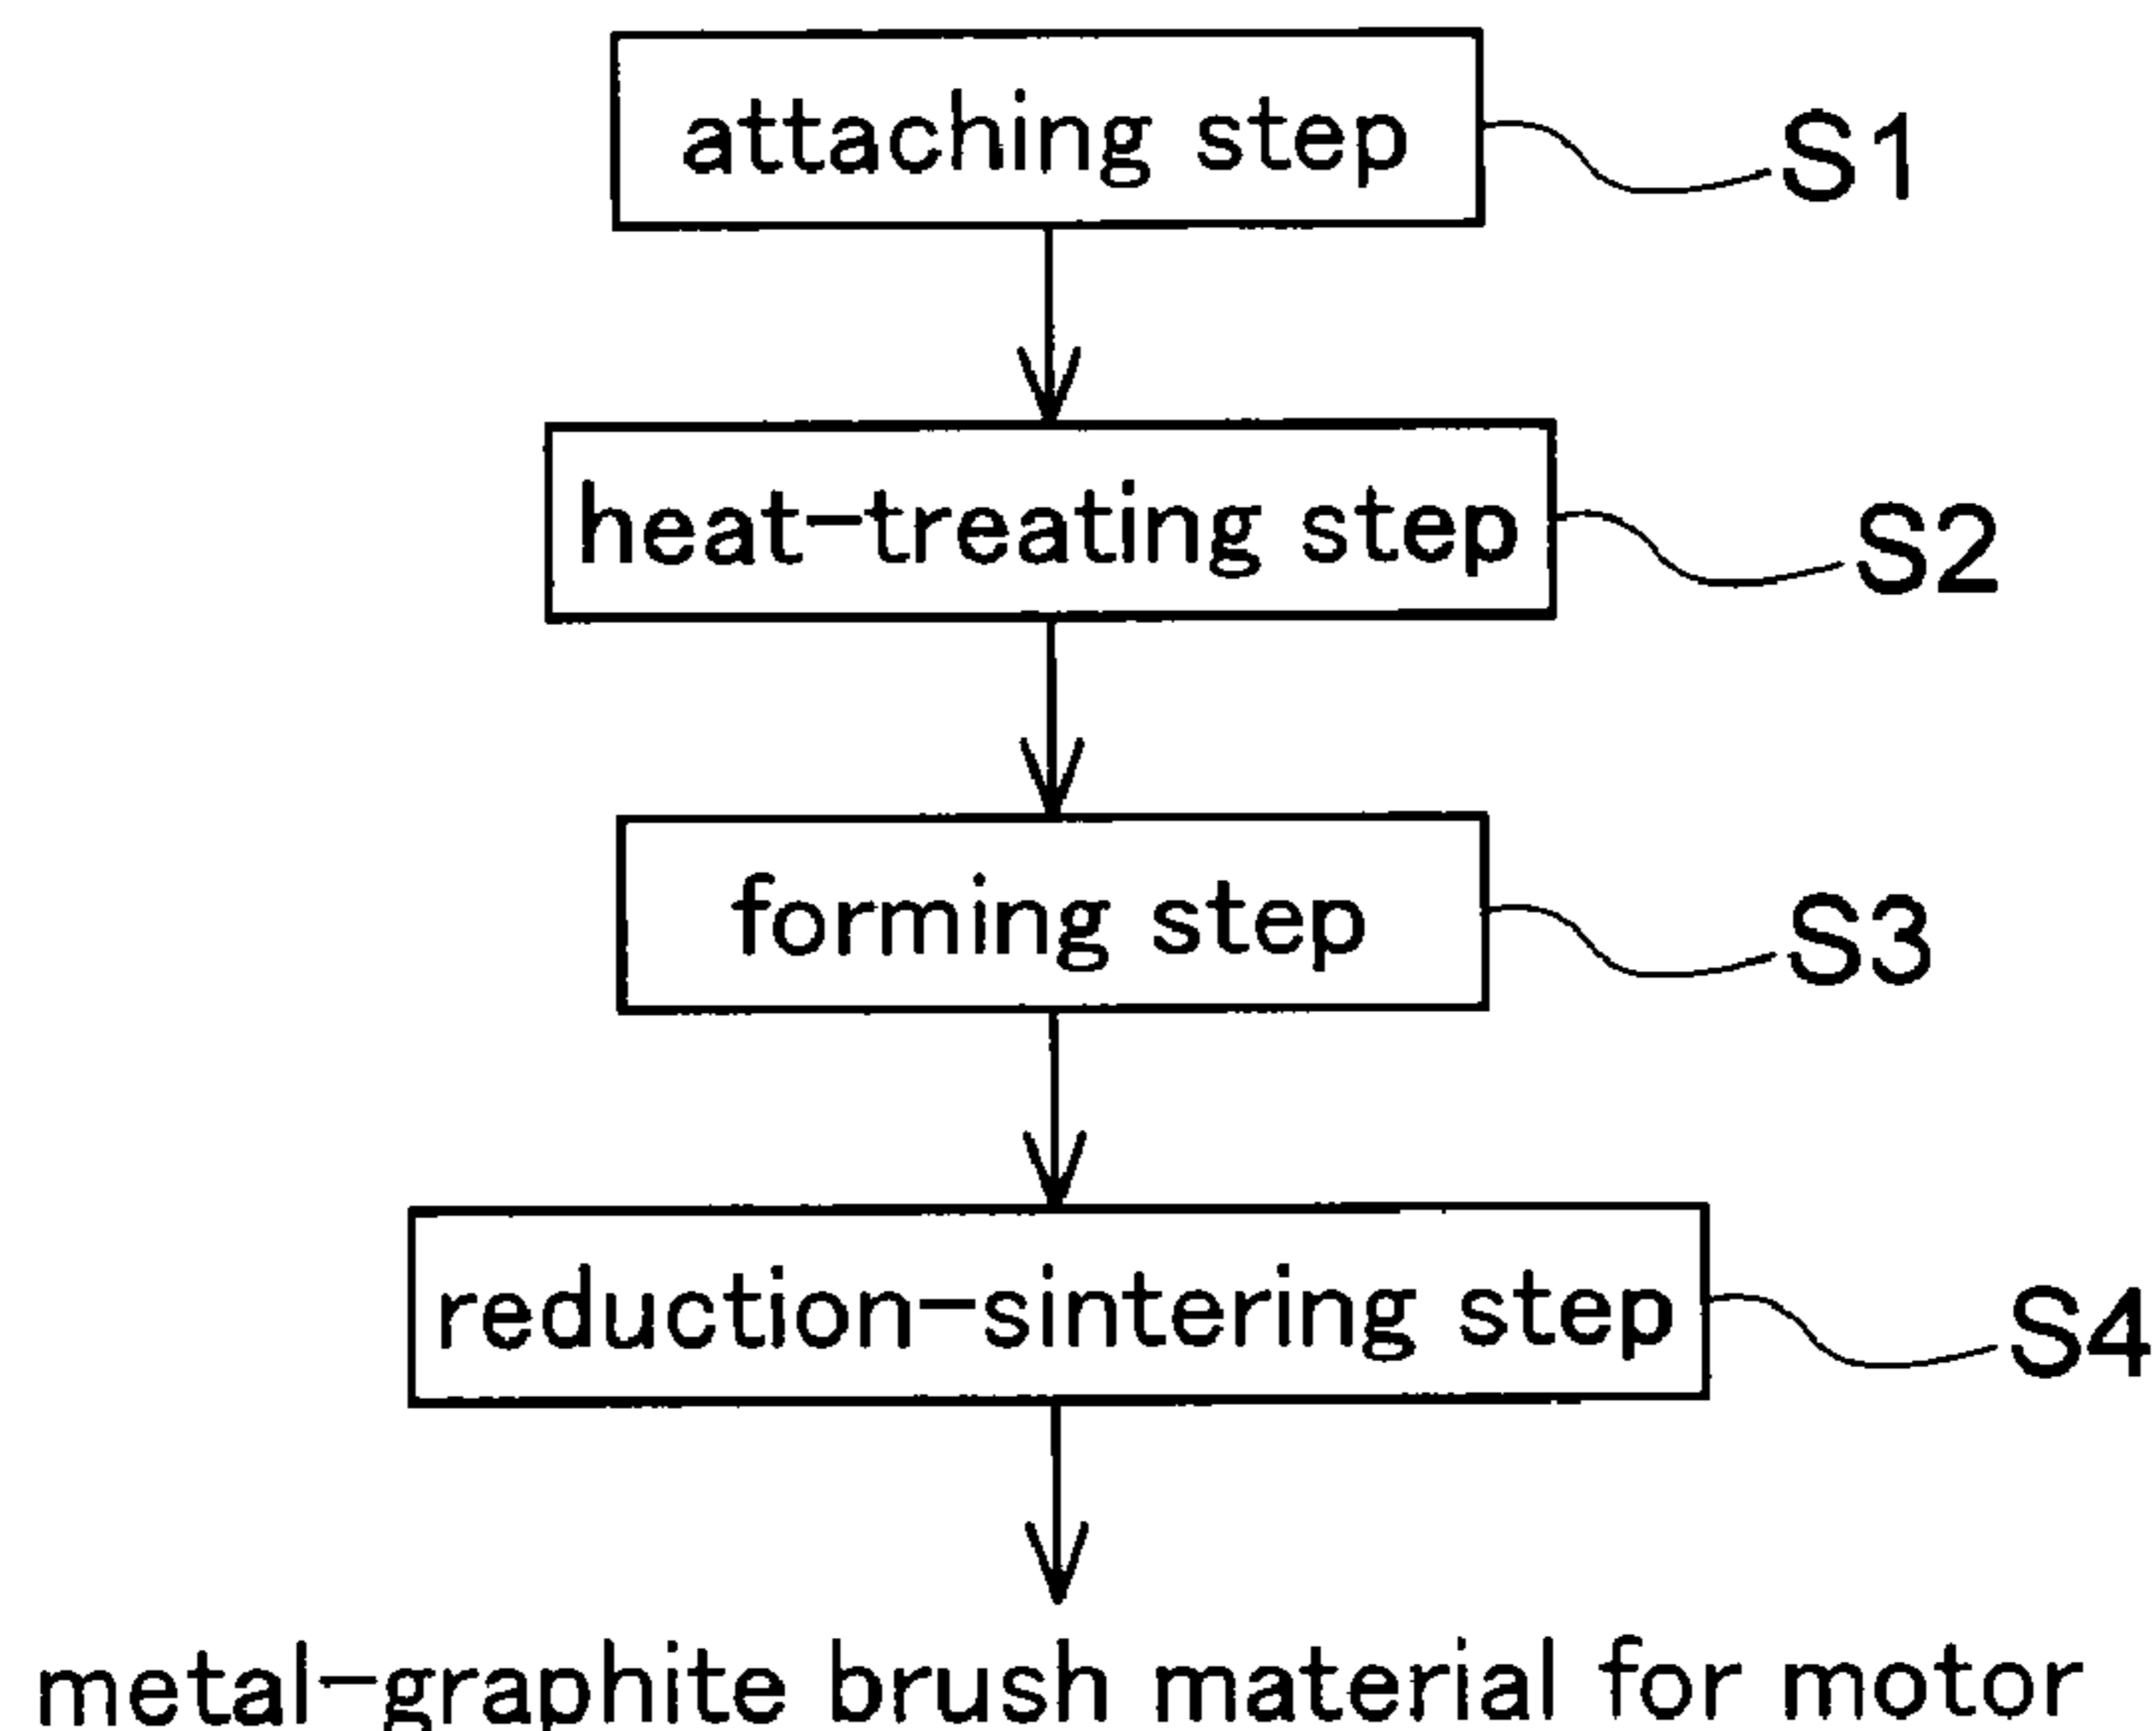 attaching step S1
heat-treating step S2
forming step S3
reduction-sintering step S4
metal-graphite brush material for motor